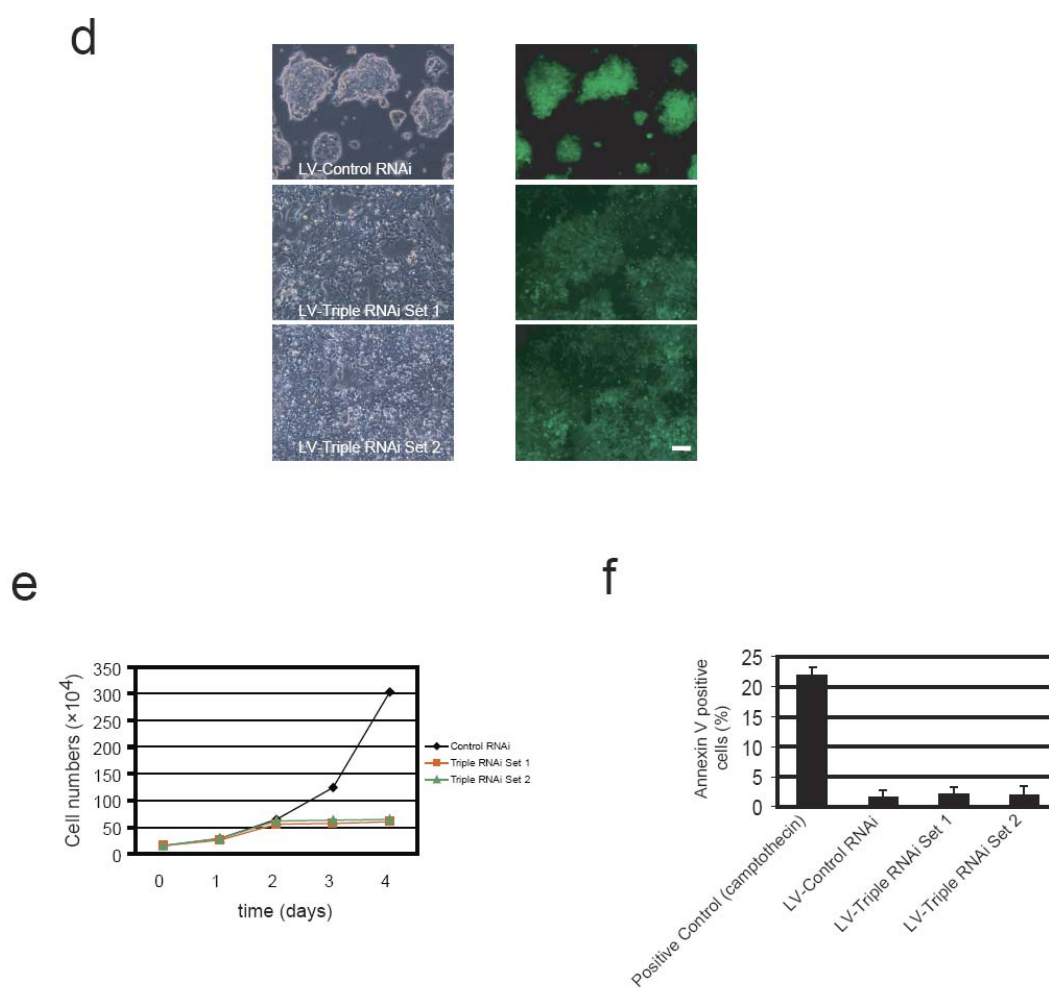 d
LV-Control RNAi
LV-Triple RNAi Set 1
LV-Triple RNAi Set 2
e
Cell numbers (×10⁴)
350
300
250
200
150
100
50
0
0 1 2 3 4
time (days)
Control RNAi
Triple RNAi Set 1
Triple RNAi Set 2
f
Annexin V positive
cells (%)
25
20
15
10
5
0
Positive Control (camptothecin)
LV-Control RNAi
LV-Triple RNAi Set 1
LV-Triple RNAi Set 2